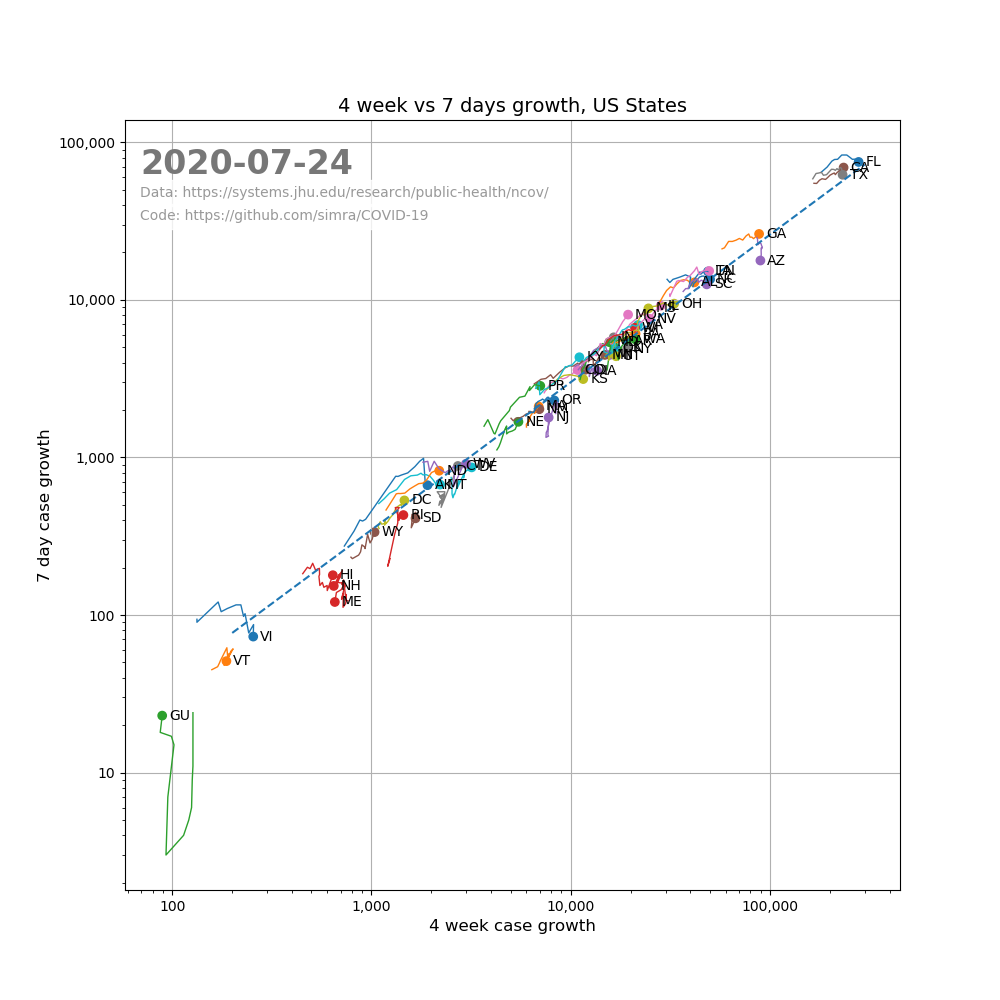 4 week vs 7 days growth, US States
2020-07-24
Data: https://systems.jhu.edu/research/public-health/ncov/
Code: https://github.com/simra/COVID-19
100,000
10,000
1,000
100
10
7 day case growth
FL
CA
TX
GA
AZ
SC
OH
NV
MO
NY
KY
KS
PR
OR
NJ
NE
ND
DE
AK
MT
DC
RI
SD
WY
HI
NH
ME
VI
VT
GU
100
1,000
10,000
100,000
4 week case growth